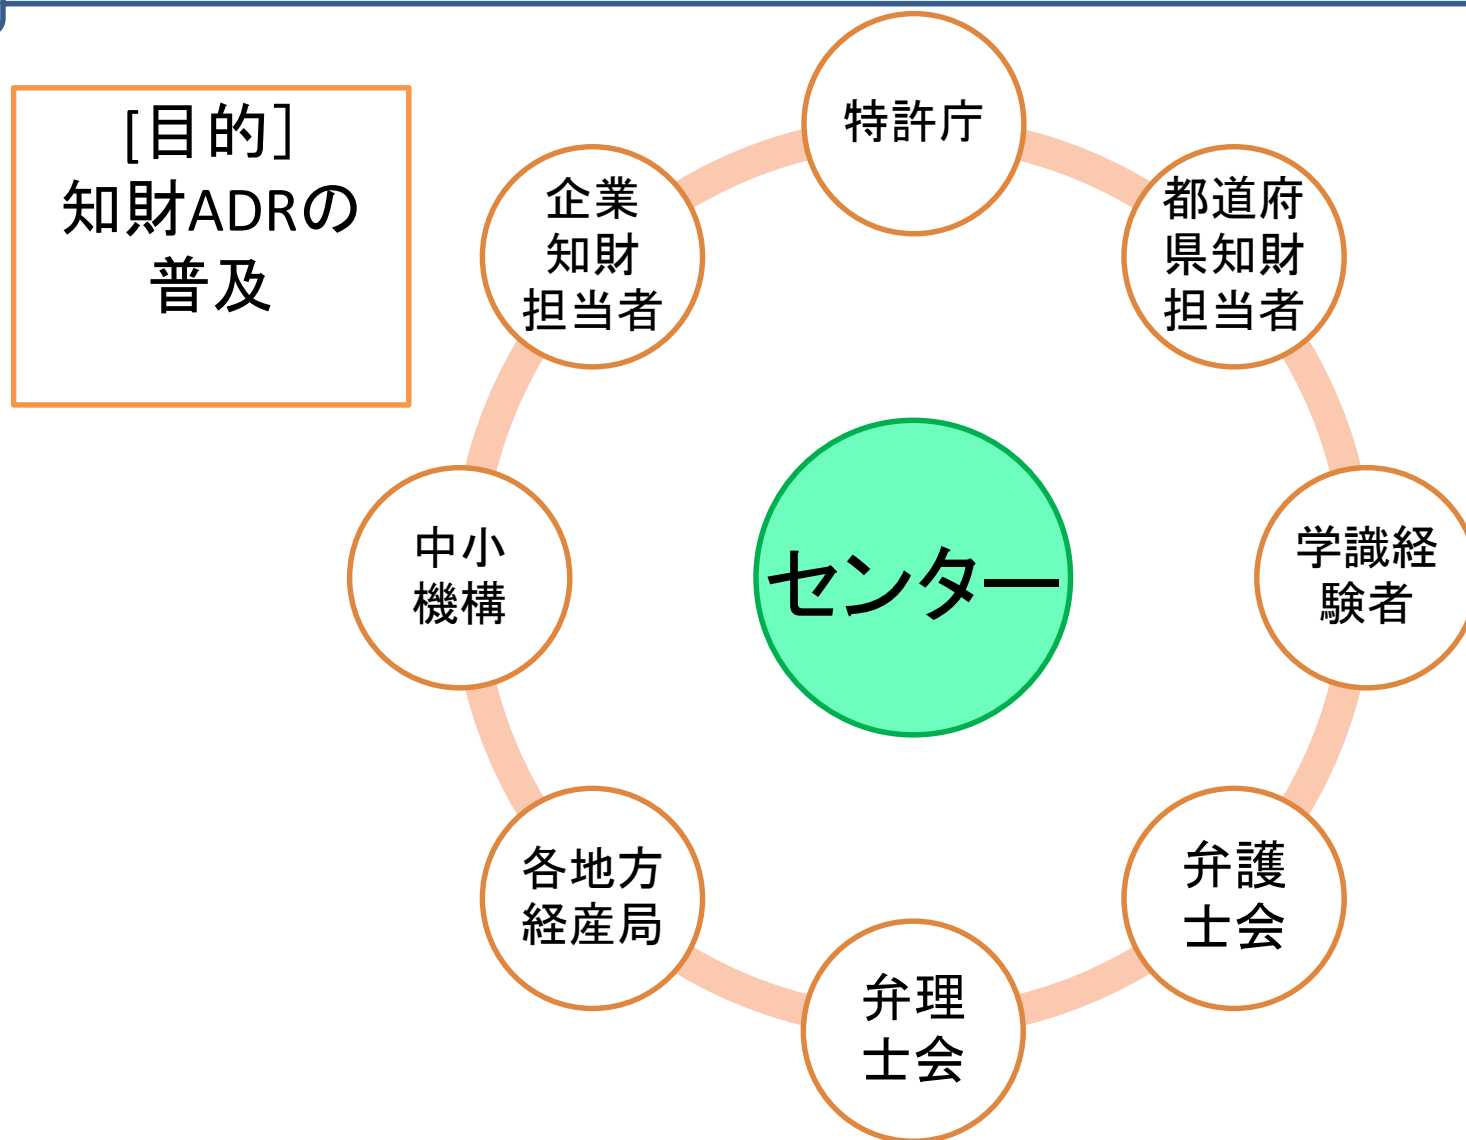 [目的］
知財ADRの
普及
特許庁
都道府
県知財
担当者
学識経
験者
弁護
士会
弁理
士会
各地方
経産局
中小
機構
企業
知財
担当者
センター